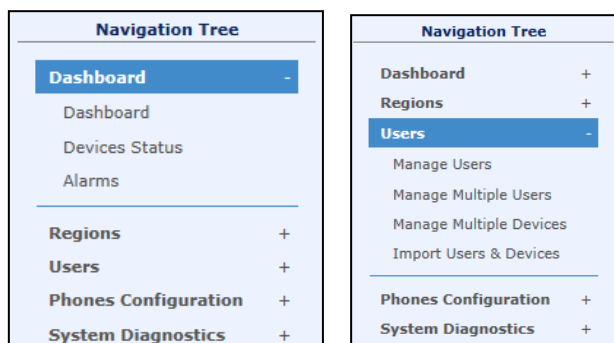 Navigation Tree
Dashboard -
Dashboard
Devices Status
Alarms
Regions +
Users +
Phones Configuration +
System Diagnostics +
Navigation Tree
Dashboard +
Regions +
Users -
Manage Users
Manage Multiple Users
Manage Multiple Devices
Import Users & Devices
Phones Configuration +
System Diagnostics +